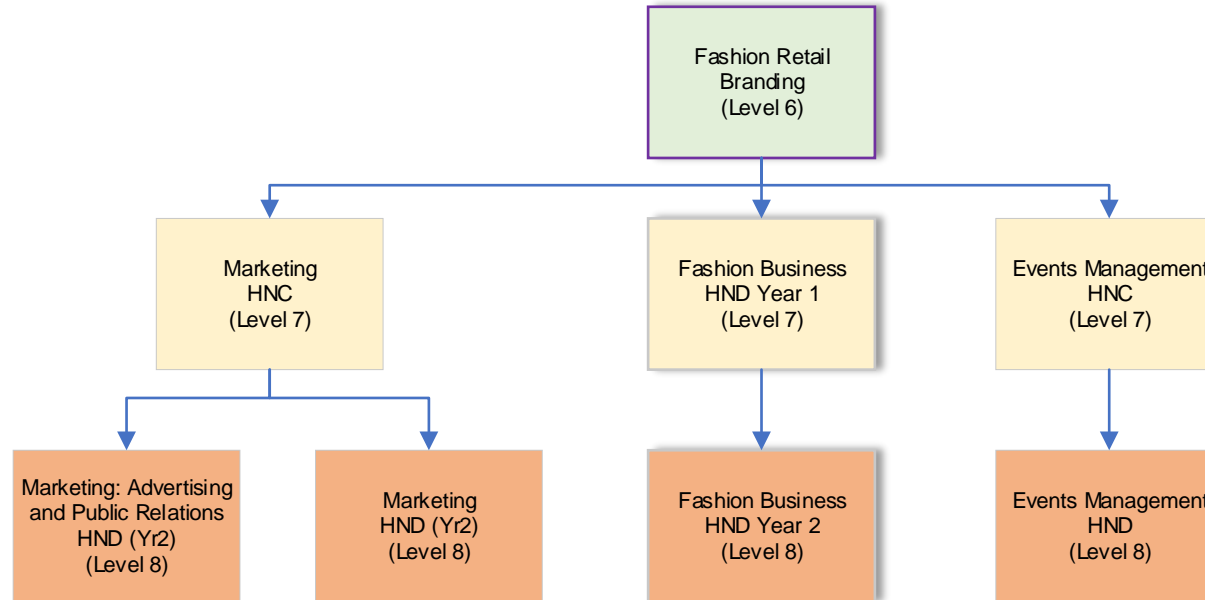 Fashion Retail
Branding
(Level 6)
Marketing
HNC
(Level 7)
Fashion Business
HND Year 1
(Level 7)
Events Management
HNC
(Level 7)
Marketing: Advertising
and Public Relations
HND (Yr2)
(Level 8)
Marketing
HND (Yr2)
(Level 8)
Fashion Business
HND Year 2
(Level 8)
Events Management
HND
(Level 8)